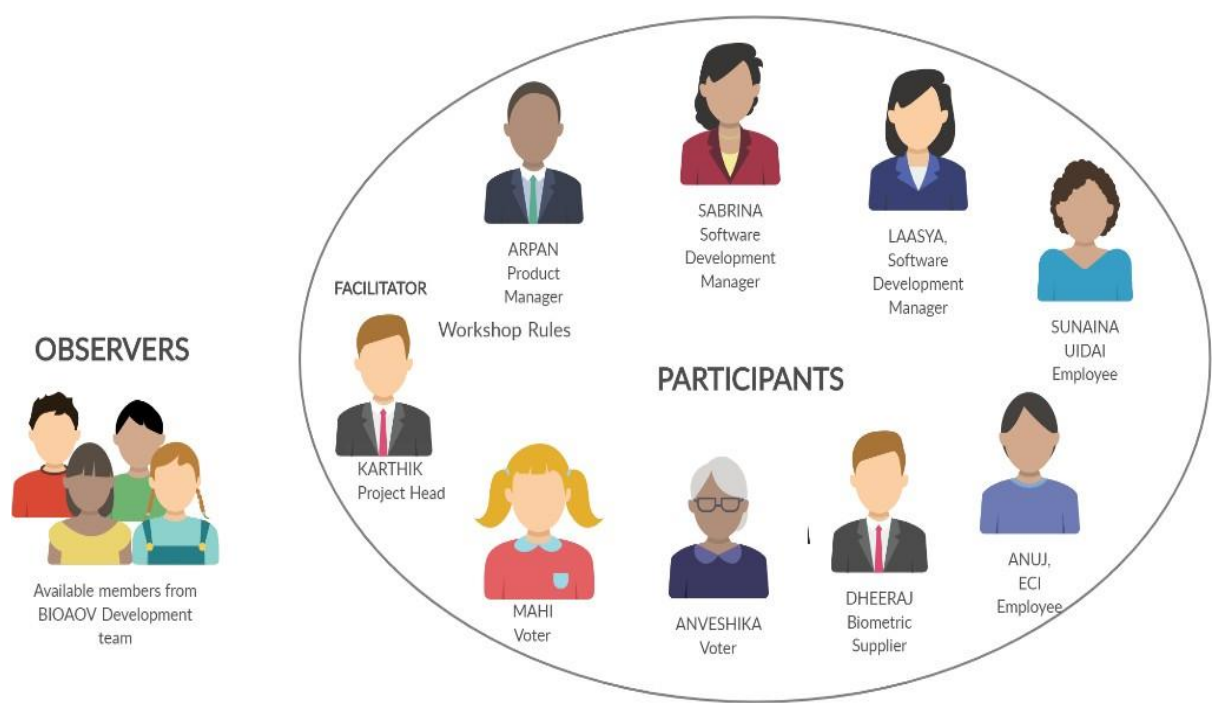 OBSERVERS
Available members from
BIOAOV Development
team
FACILITATOR
Workshop Rules
KARTHIK
Project Head
ARPAN
Product
Manager
SABRINA
Software
Development
Manager
LAASYA,
Software
Development
Manager
SUNAINA
UIDAI
Employee
PARTICIPANTS
MAHI
Voter
ANVESHIKA
Voter
DHEERAJ
Biometric
Supplier
ANUJ,
ECI
Employee